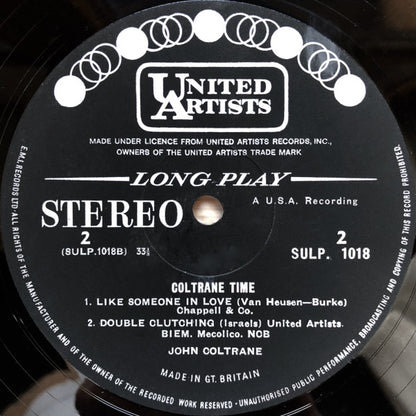 UNITED
ARTISTS
MADE UNDER LICENCE FROM UNITED ARTISTS RECORDS, INC.,
OWNERS OF THE UNITED ARTISTS TRADE MARK
LONG PLAY
STEREO
A U.S.A. Recording
2
(SULP.1018B) 33⅓
2
SULP. 1018
COLTRANE TIME
1. LIKE SOMEONE IN LOVE (Van Heusen—Burke)
Chappell & Co.
2. DOUBLE CLUTCHING (Israels) United Artists.
BIEM. Mecolico. NCB
JOHN COLTRANE
MADE IN GT. BRITAIN
E.M.I. RECORDS LTD·ALL RIGHTS OF THE MANUFACTURER AND OF THE OWNER OF THE RECORDED WORK RESERVED·UNAUTHORISED PUBLIC PERFORMANCE, BROADCASTING AND COPYING OF THIS RECORD PROHIBITED.